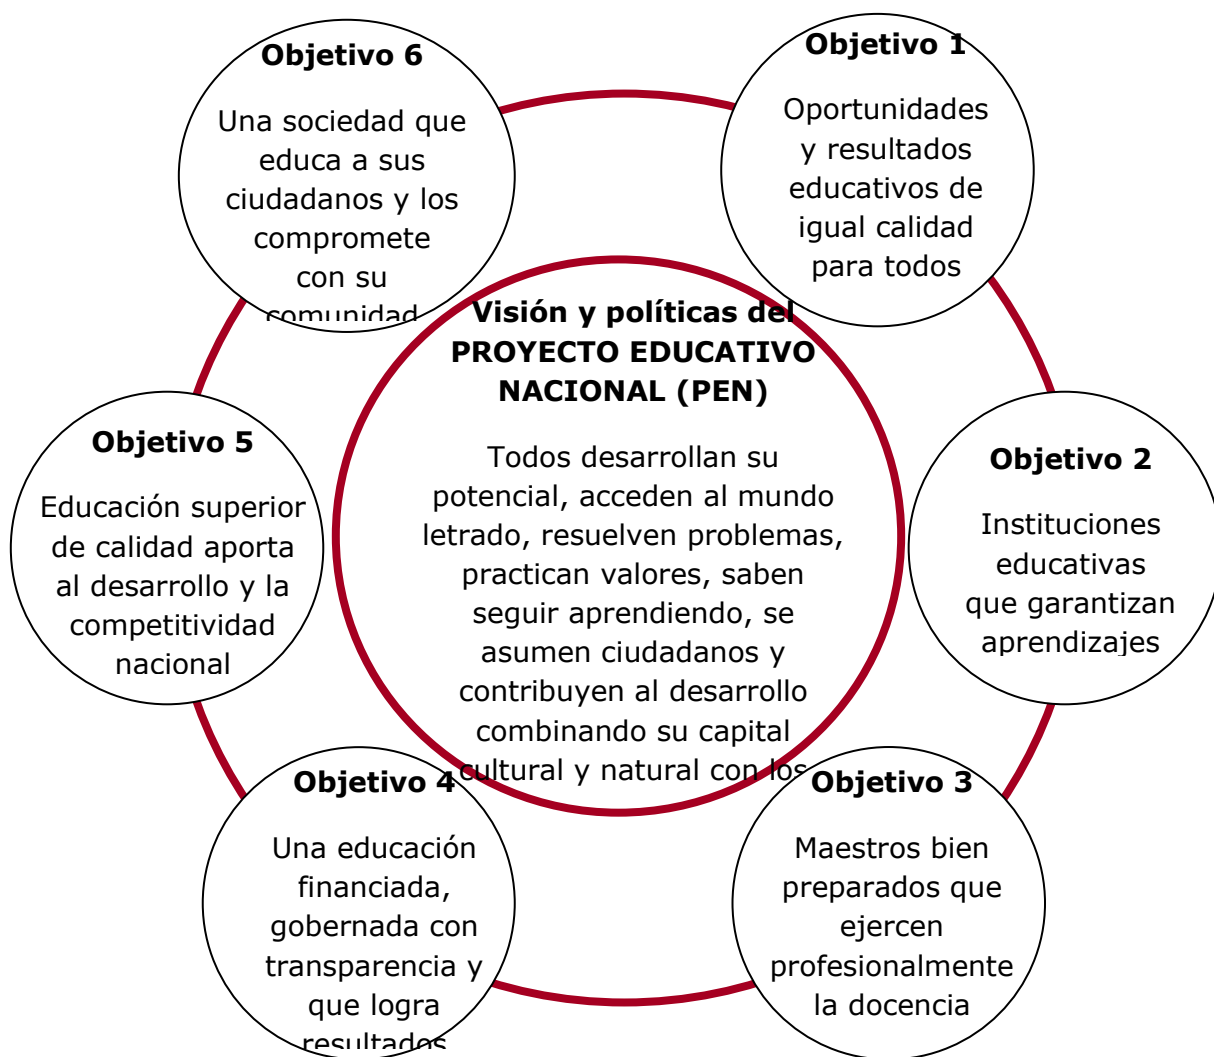 Objetivo 6
Una sociedad que
educa a sus
ciudadanos y los
compromete
con su
comunidad
Objetivo 1
Oportunidades
y resultados
educativos de
igual calidad
para todos
Visión y políticas del
PROYECTO EDUCATIVO
NACIONAL (PEN)
Todos desarrollan su
potencial, acceden al mundo
letrado, resuelven problemas,
practican valores, saben
seguir aprendiendo, se
asumen ciudadanos y
contribuyen al desarrollo
combinando su capital
cultural y natural con los
Objetivo 5
Educación superior
de calidad aporta
al desarrollo y la
competitividad
nacional
Objetivo 2
Instituciones
educativas
que garantizan
aprendizajes
Objetivo 4
Una educación
financiada,
gobernada con
transparencia y
que logra
resultados
Objetivo 3
Maestros bien
preparados que
ejercen
profesionalmente
la docencia